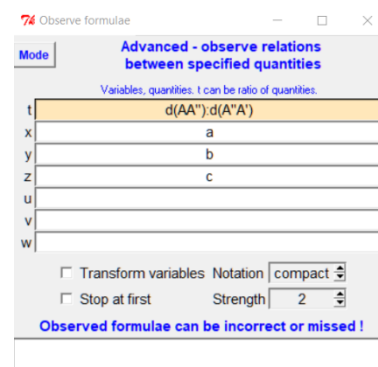 Observe formulae
Mode
Advanced - observe relations
between specified quantities
Variables, quantities. t can be ratio of quantities.
t d(AA"):d(A"A')
x a
y b
z c
u
v
w
Transform variables Notation compact
Stop at first Strength 2
Observed formulae can be incorrect or missed !